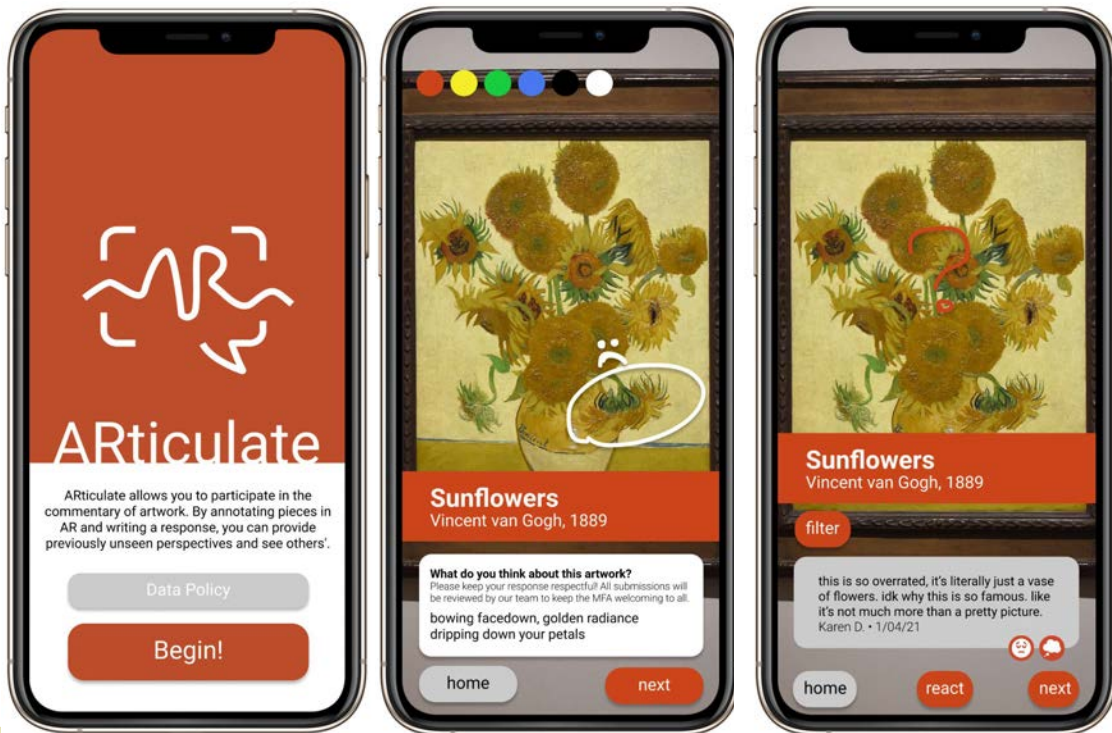 ARticulate
ARticulate allows you to participate in the
commentary of artwork. By annotating pieces in
AR and writing a response, you can provide
previously unseen perspectives and see others'.
Data Policy
Begin!
Sunflowers
Vincent van Gogh, 1889
What do you think about this artwork?
Please keep your response respectful! All submissions will
be reviewed by our team to keep the MFA welcoming to all.
bowing facedown, golden radiance
dripping down your petals
home
next
Sunflowers
Vincent van Gogh, 1889
filter
this is so overrated, it's literally just a vase
of flowers. idk why this is so famous. like
it's not much more than a pretty picture.
Karen D. • 1/04/21
home
react
next